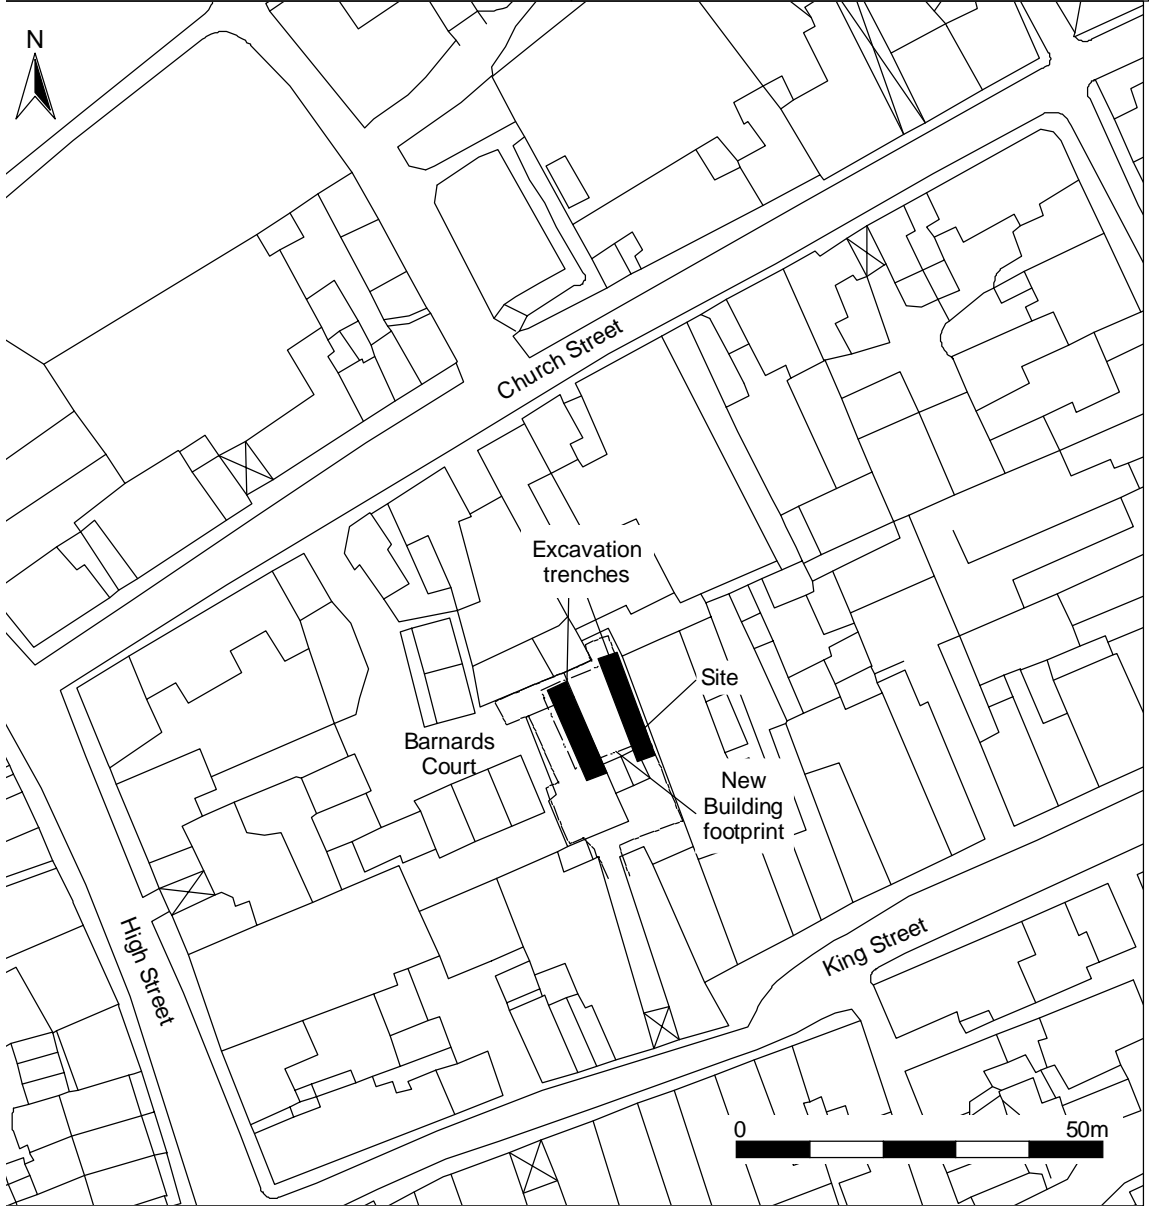 N
Church Street
Excavation
trenches
Site
Barnards
Court
New
Building
footprint
High Street
King Street
0 50m